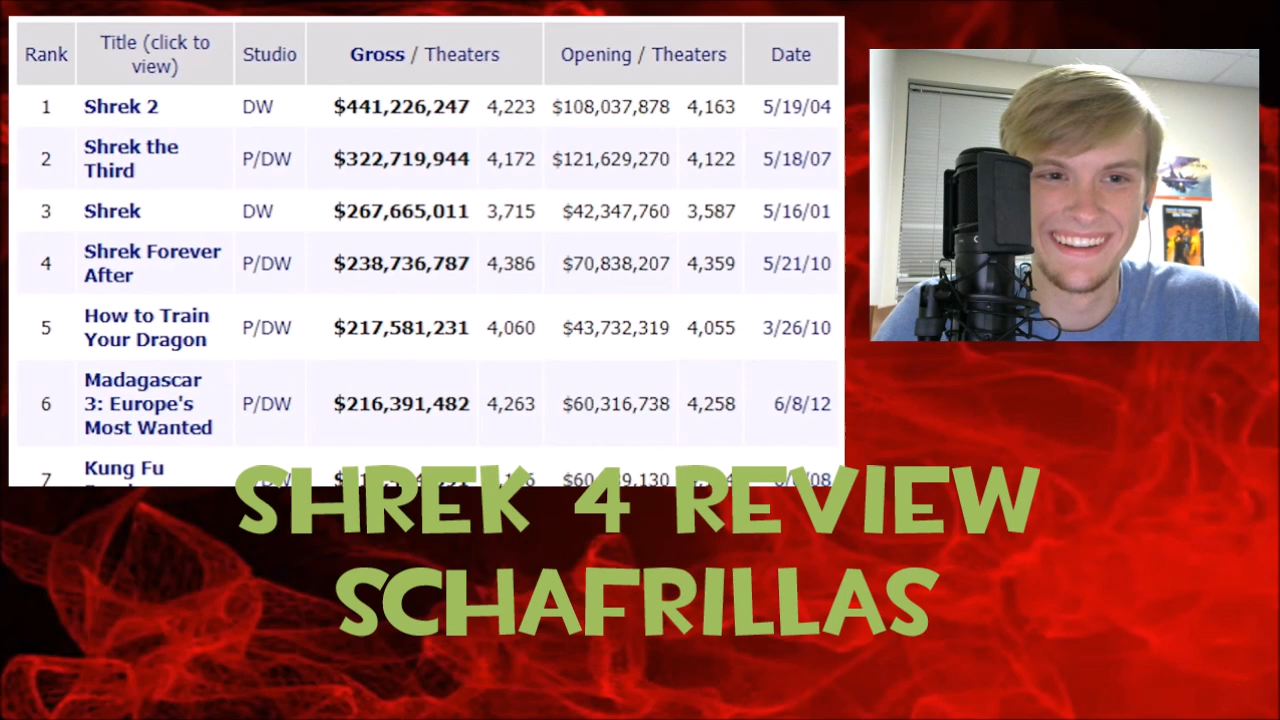 Rank Title (click to view) Studio Gross / Theaters Opening / Theaters Date
1 Shrek 2 DW $441,226,247 4,223 $108,037,878 4,163 5/19/04
2 Shrek the Third P/DW $322,719,944 4,172 $121,629,270 4,122 5/18/07
3 Shrek DW $267,665,011 3,715 $42,347,760 3,587 5/16/01
4 Shrek Forever After P/DW $238,736,787 4,386 $70,838,207 4,359 5/21/10
5 How to Train Your Dragon P/DW $217,581,231 4,060 $43,732,319 4,055 3/26/10
6 Madagascar 3: Europe's Most Wanted P/DW $216,391,482 4,263 $60,316,738 4,258 6/8/12
7 Kung Fu
SHREK 4 REVIEW
SCHAFRILLAS